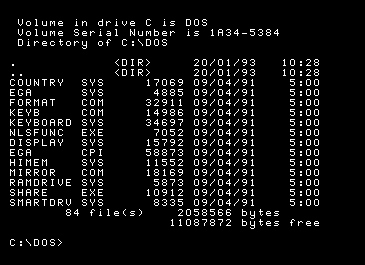 Volume in drive C is DOS
Volume Serial Number is 1A34-5384
Directory of C:\DOS
. <DIR> 20/01/93 10:28
.. <DIR> 20/01/93 10:28
COUNTRY SYS 17069 09/04/91 5:00
EGA SYS 4885 09/04/91 5:00
FORMAT COM 32911 09/04/91 5:00
KEYB COM 14986 09/04/91 5:00
KEYBOARD SYS 34697 09/04/91 5:00
NLSFUNC EXE 7052 09/04/91 5:00
DISPLAY SYS 15792 09/04/91 5:00
EGA CPI 58873 09/04/91 5:00
HIMEM SYS 11552 09/04/91 5:00
MIRROR COM 18169 09/04/91 5:00
RAMDRIVE SYS 5873 09/04/91 5:00
SHARE EXE 10912 09/04/91 5:00
SMARTDRV SYS 8335 09/04/91 5:00
84 file(s) 2058566 bytes
11087872 bytes free
C:\DOS>